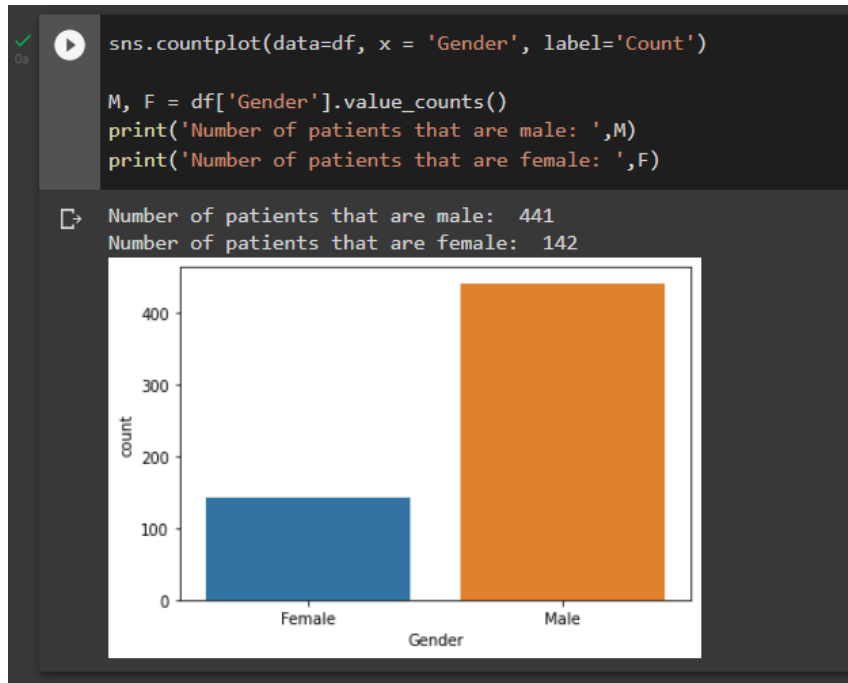 0s
sns.countplot(data=df, x = 'Gender', label='Count')
M, F = df['Gender'].value_counts()
print('Number of patients that are male: ',M)
print('Number of patients that are female: ',F)
Number of patients that are male:  441
Number of patients that are female:  142
400
300
200
100
0
count
Female Male
Gender